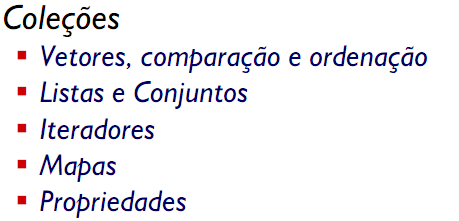 Coleções
▪ Vetores, comparação e ordenação
▪ Listas e Conjuntos
▪ Iteradores
▪ Mapas
▪ Propriedades